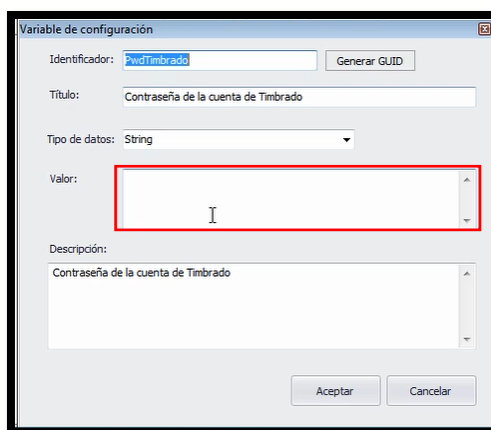 Variable de configuración
Identificador: PwdTimbrado Generar GUID
Título: Contraseña de la cuenta de Timbrado
Tipo de datos: String
Valor:
Descripción:
Contraseña de la cuenta de Timbrado
Aceptar Cancelar